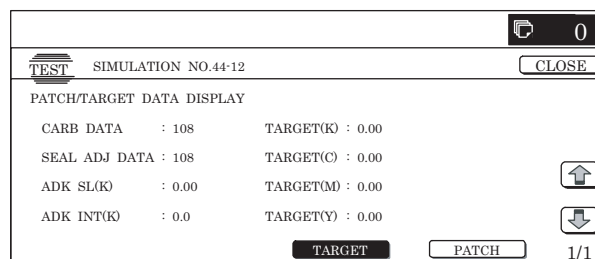 0
TEST SIMULATION NO.44-12 CLOSE
PATCH/TARGET DATA DISPLAY
CARB DATA : 108 TARGET(K) : 0.00
SEAL ADJ DATA : 108 TARGET(C) : 0.00
ADK SL(K) : 0.00 TARGET(M) : 0.00
ADK INT(K) : 0.0 TARGET(Y) : 0.00
TARGET PATCH 1/1